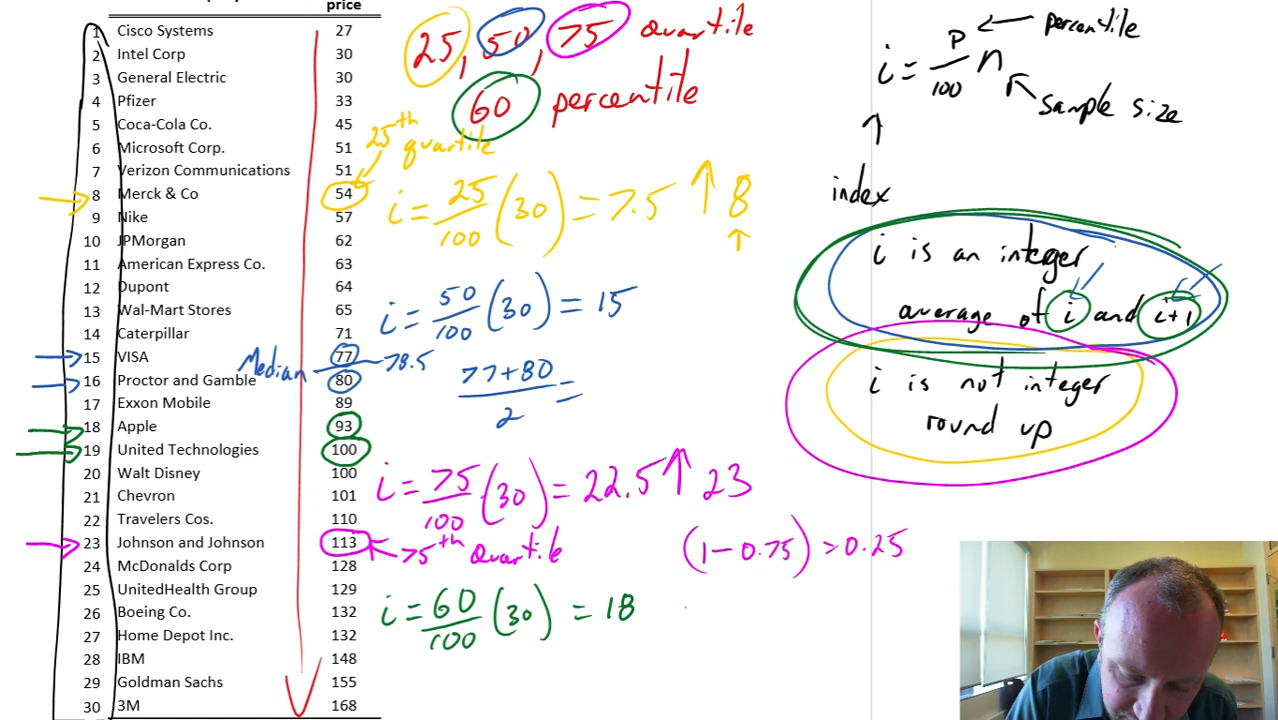 price
1 Cisco Systems 27
2 Intel Corp 30
3 General Electric 30
4 Pfizer 33
5 Coca-Cola Co. 45
6 Microsoft Corp. 51
7 Verizon Communications 51
8 Merck & Co 54
9 Nike 57
10 JPMorgan 62
11 American Express Co. 63
12 Dupont 64
13 Wal-Mart Stores 65
14 Caterpillar 71
15 VISA 77
16 Proctor and Gamble 80
17 Exxon Mobile 89
18 Apple 93
19 United Technologies 100
20 Walt Disney 100
21 Chevron 101
22 Travelers Cos. 110
23 Johnson and Johnson 113
24 McDonalds Corp 128
25 UnitedHealth Group 129
26 Boeing Co. 132
27 Home Depot Inc. 132
28 IBM 148
29 Goldman Sachs 155
30 3M 168
25, 50, 75 quartile
60 percentile
25th quartile
i = 25/100 (30) = 7.5 ↑ 8
i = 50/100 (30) = 15
Median 78.5
77+80/2 =
i = 75/100 (30) = 22.5 ↑ 23
75th quartile
(1-0.75) = 0.25
i = 60/100 (30) = 18
i = P/100 n
percentile
sample size
index
i is an integer
average of i and i+1
i is not integer
round up